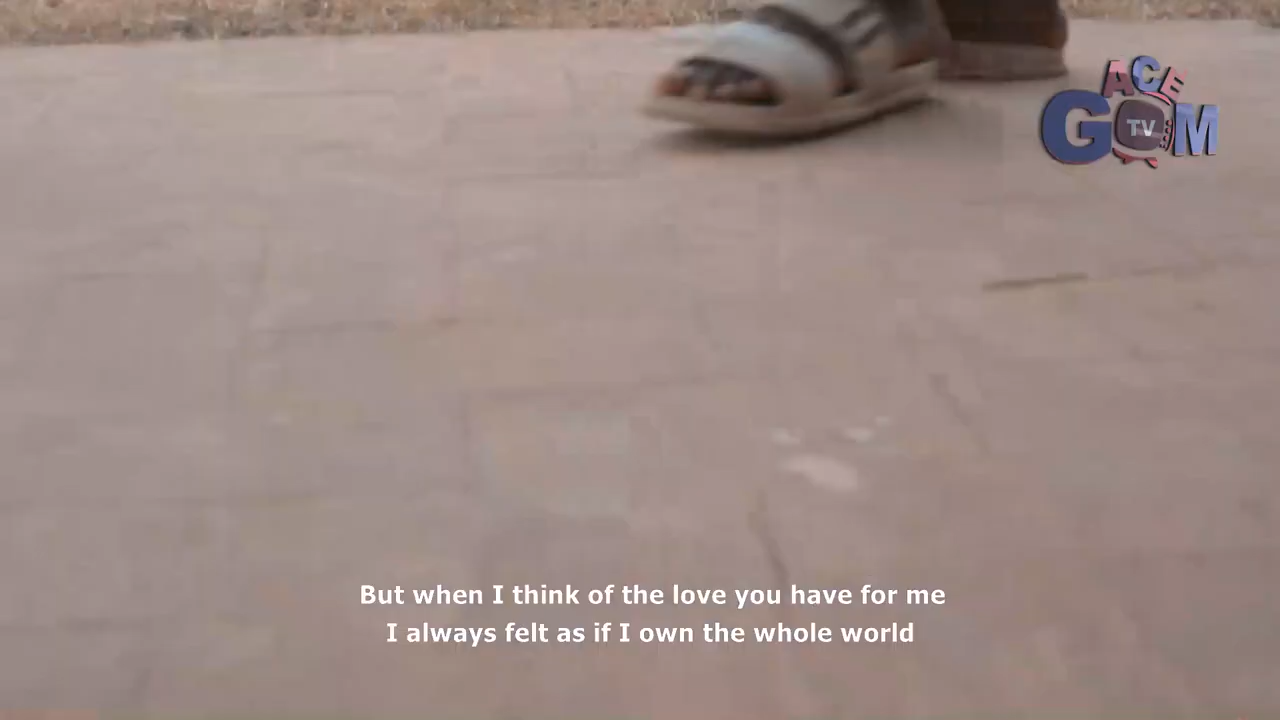 ACE
G TV M
But when I think of the love you have for me
I always felt as if I own the whole world